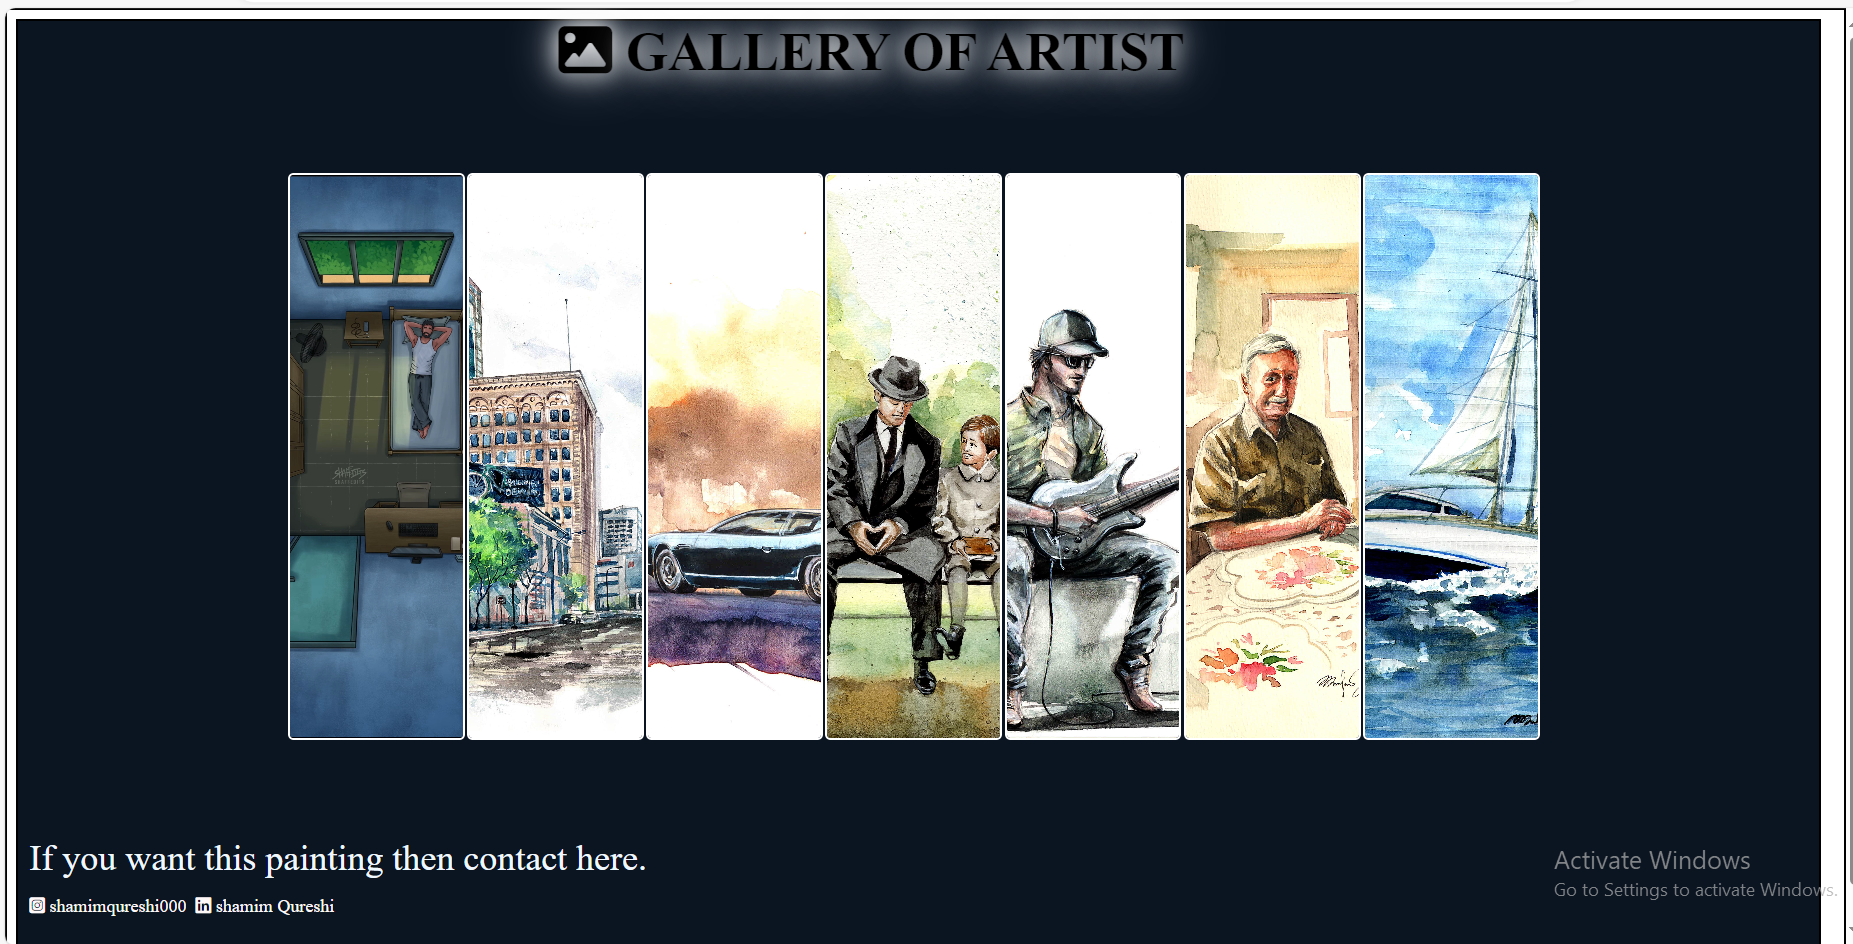 GALLERY OF ARTIST
If you want this painting then contact here.
shamimqureshi000 shamim Qureshi
Activate Windows
Go to Settings to activate Windows.